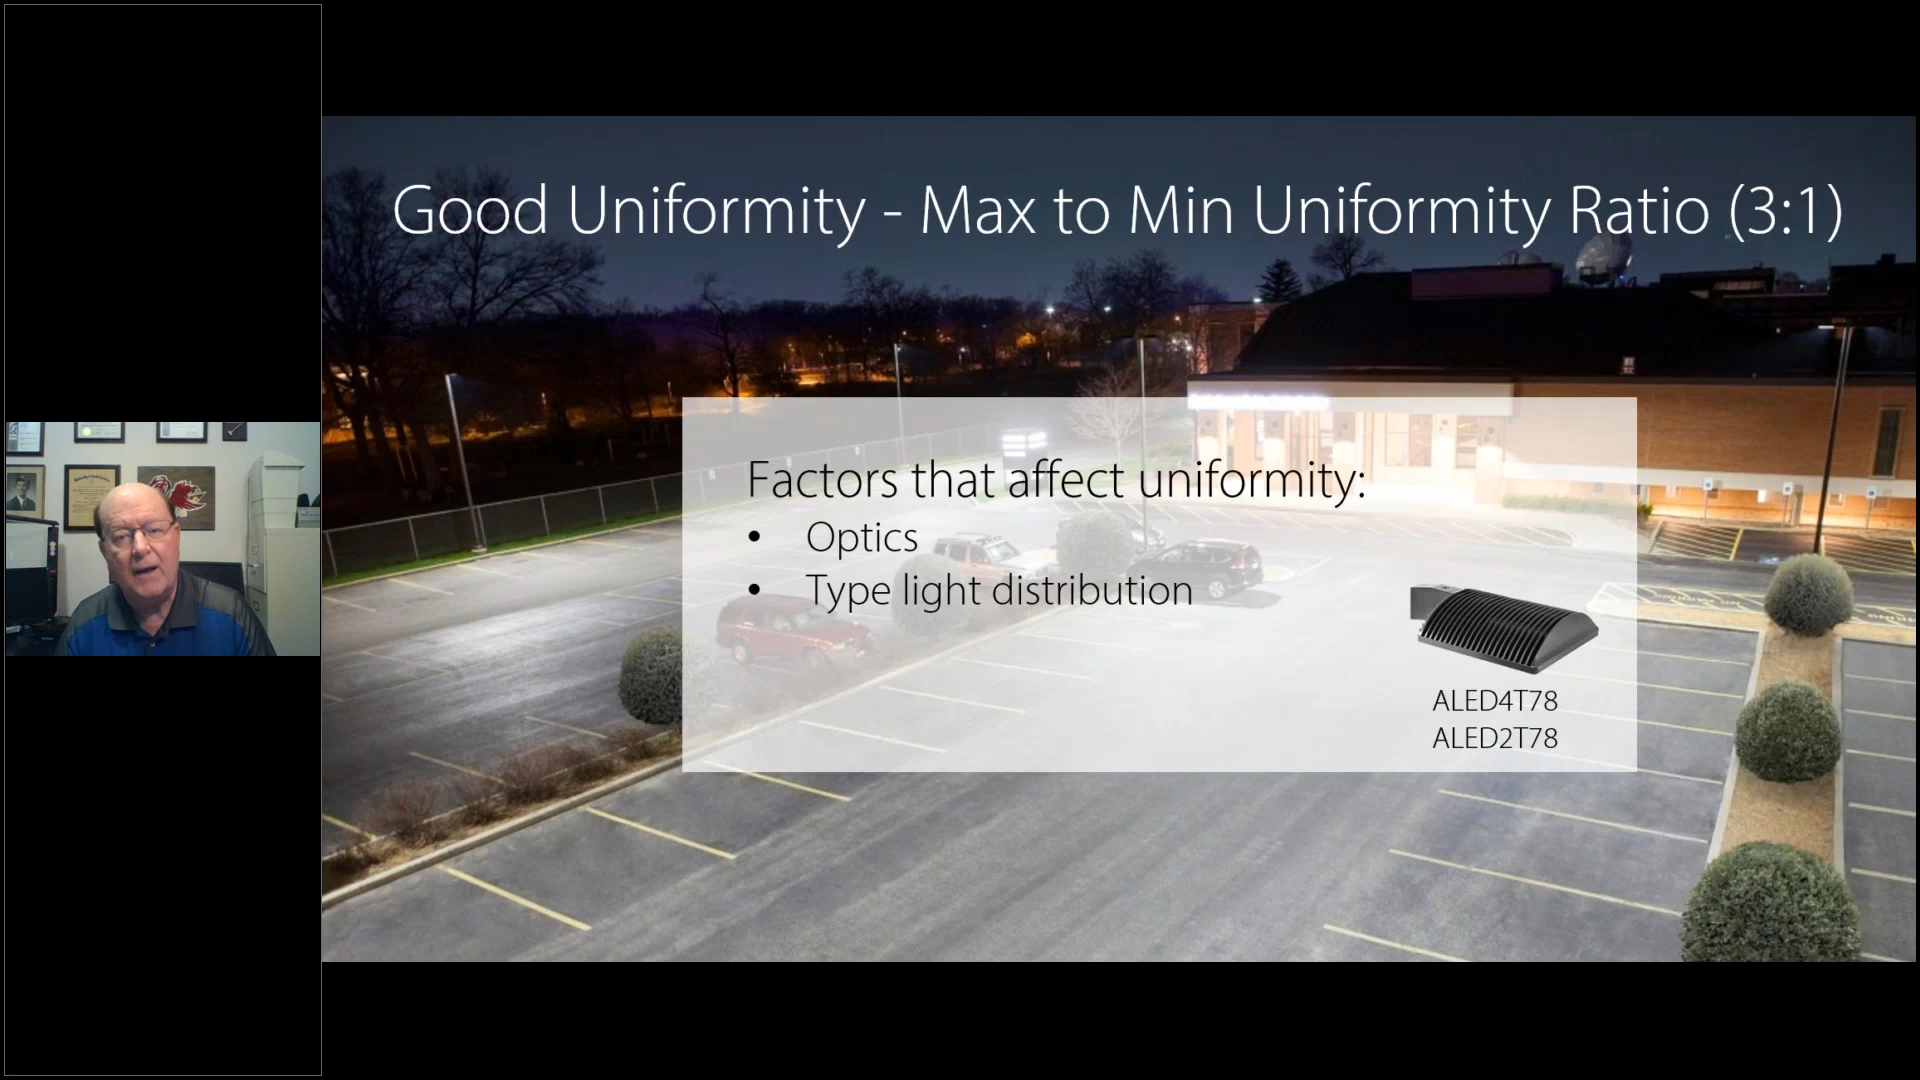 Good Uniformity - Max to Min Uniformity Ratio (3:1)
Factors that affect uniformity:
• Optics
• Type light distribution
ALED4T78
ALED2T78